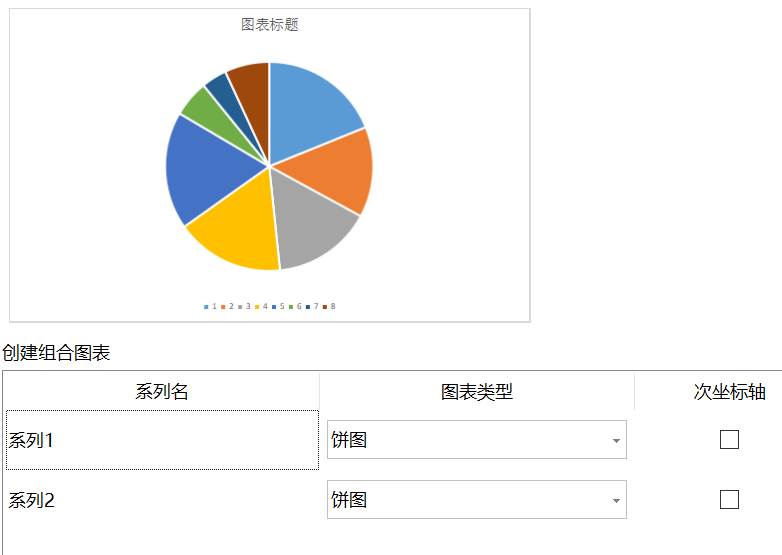 图表标题
1 2 3 4 5 6 7 8
创建组合图表
系列名 图表类型 次坐标轴
系列1 饼图
系列2 饼图